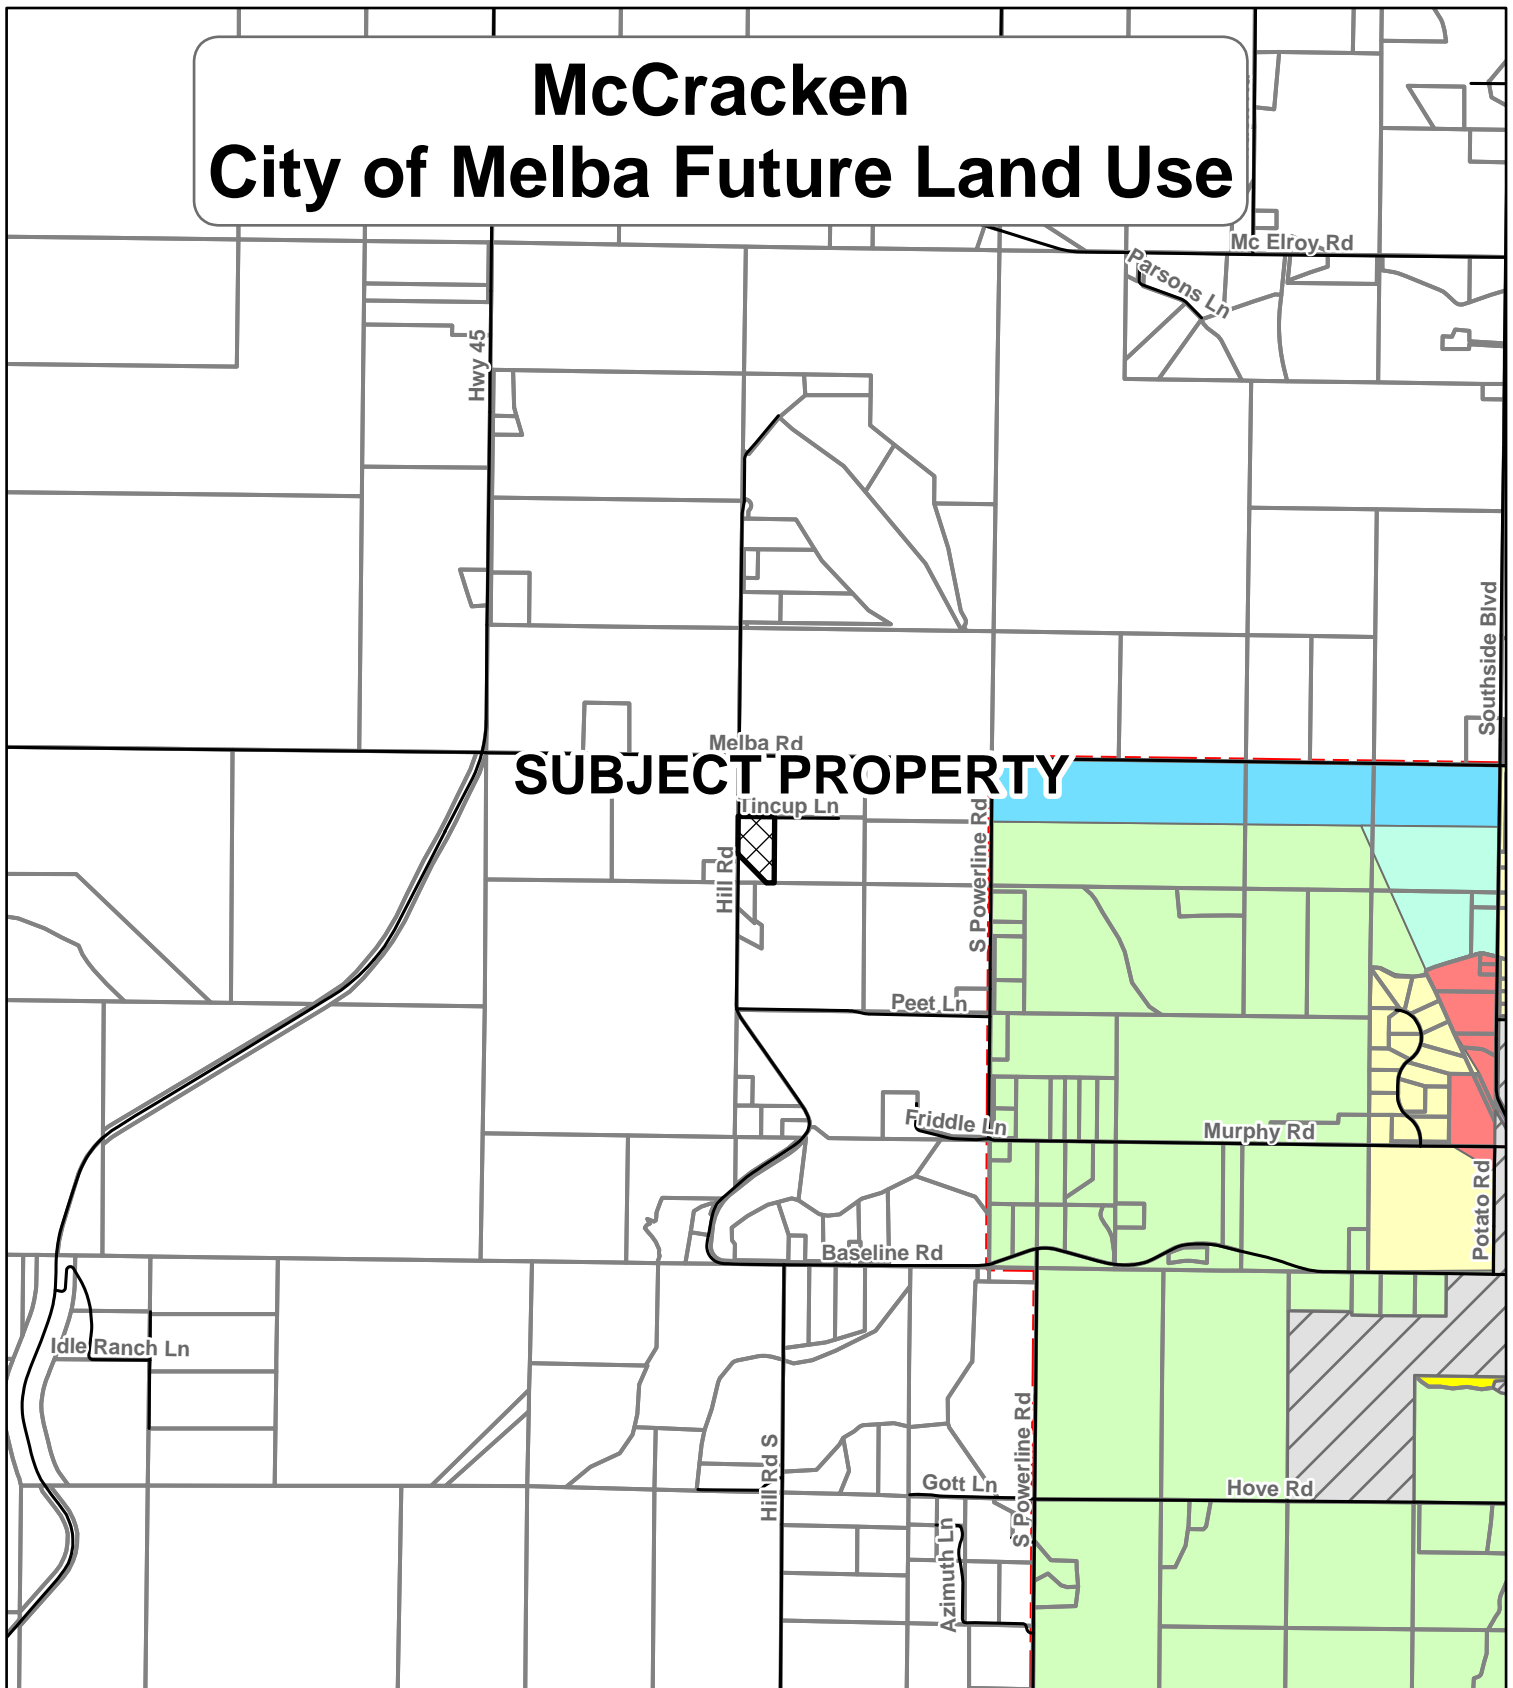 McCracken
City of Melba Future Land Use
Mc Elroy Rd
Parsons Ln
Hwy 45
Southside Blvd
Melba Rd
SUBJECT PROPERTY
Tincup Ln
Hill Rd
S Powerline Rd
Peet Ln
Friddle Ln
Murphy Rd
Potato Rd
Baseline Rd
Idle Ranch Ln
Hill Rd S
S Powerline Rd
Gott Ln
Hove Rd
Azimuth Ln